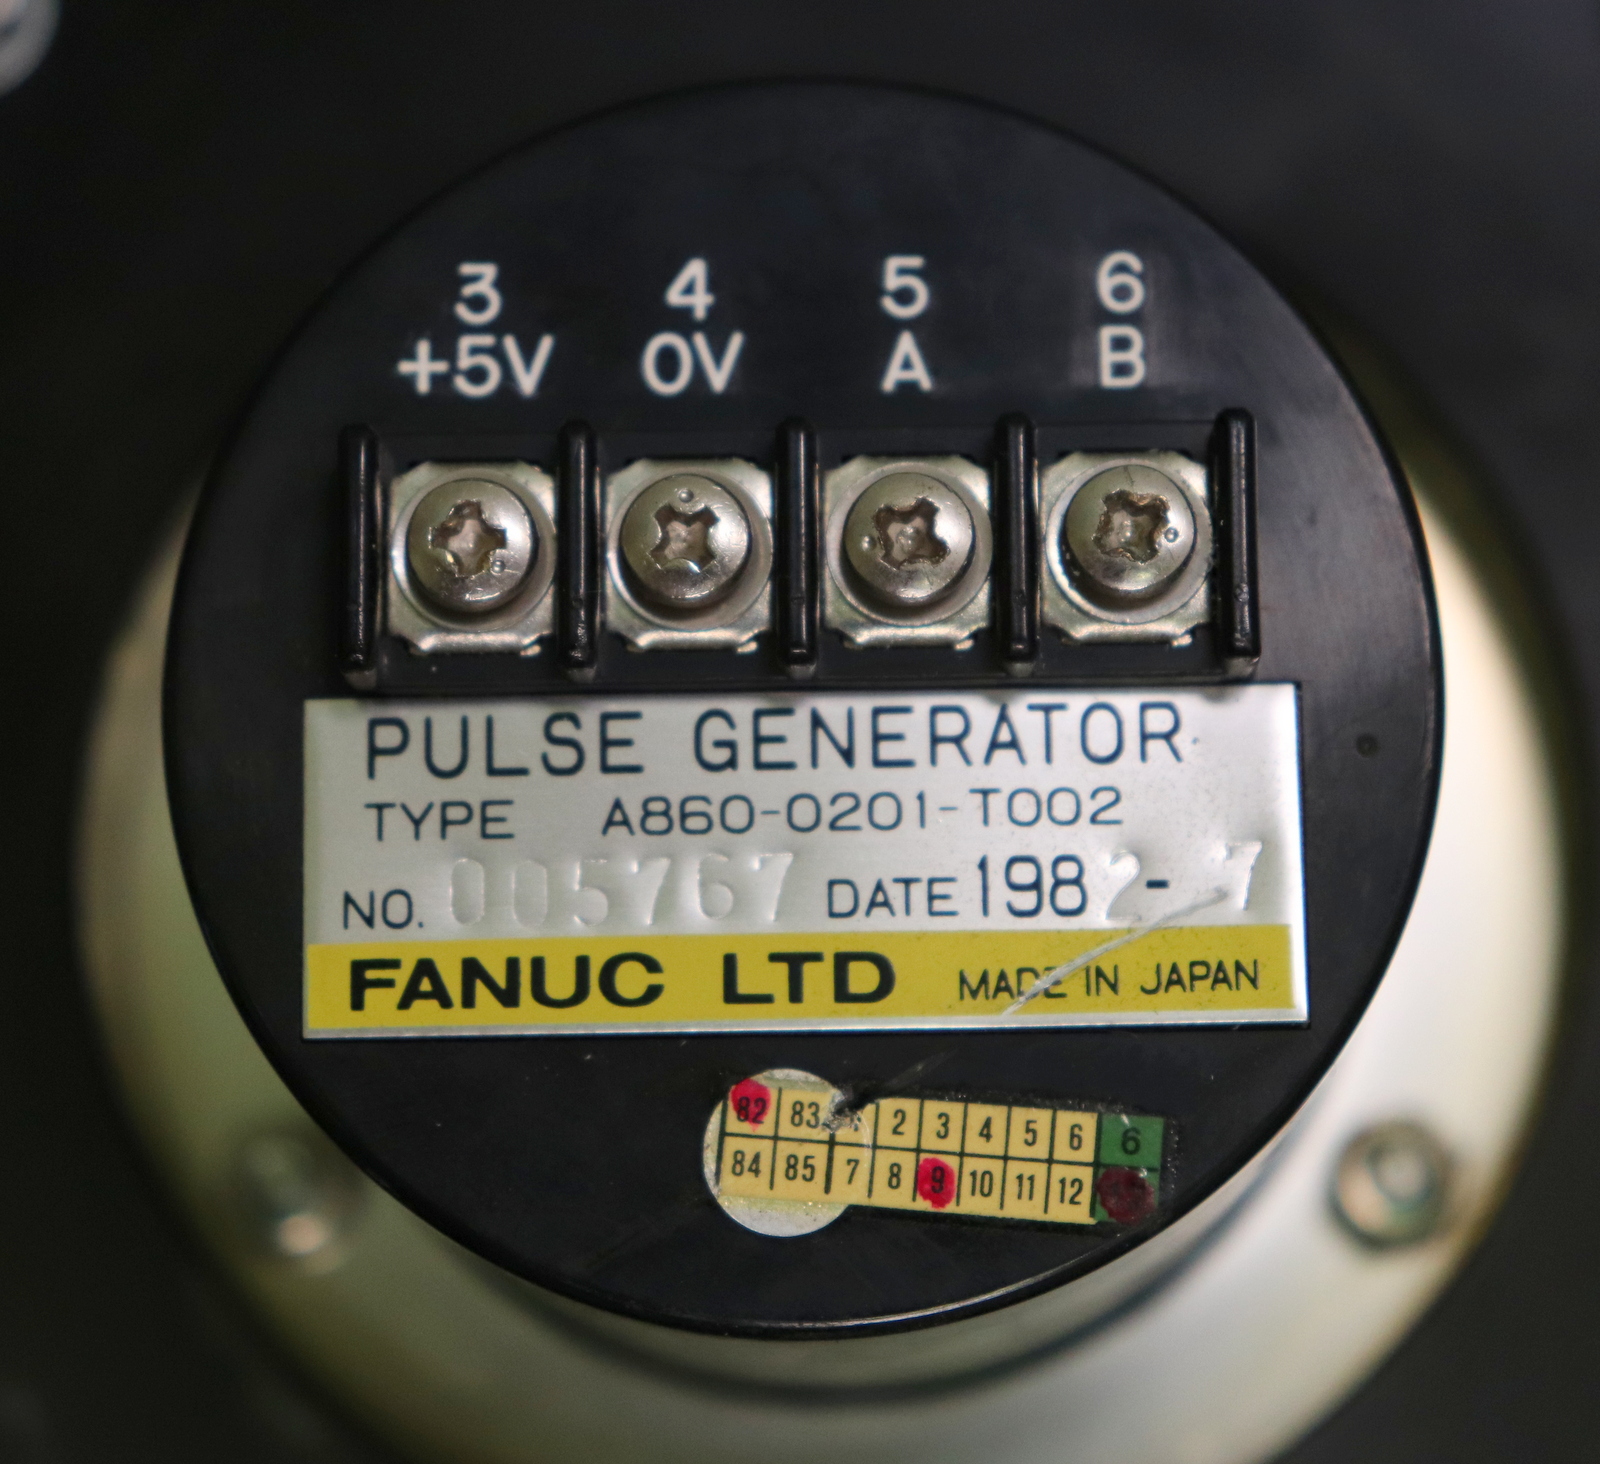 3 4 5 6
+5V 0V A B
PULSE GENERATOR
TYPE A860-0201-T002
NO. 005767 DATE 1982-7
FANUC LTD MADE IN JAPAN
82 83 2 3 4 5 6 6
84 85 7 8 9 10 11 12